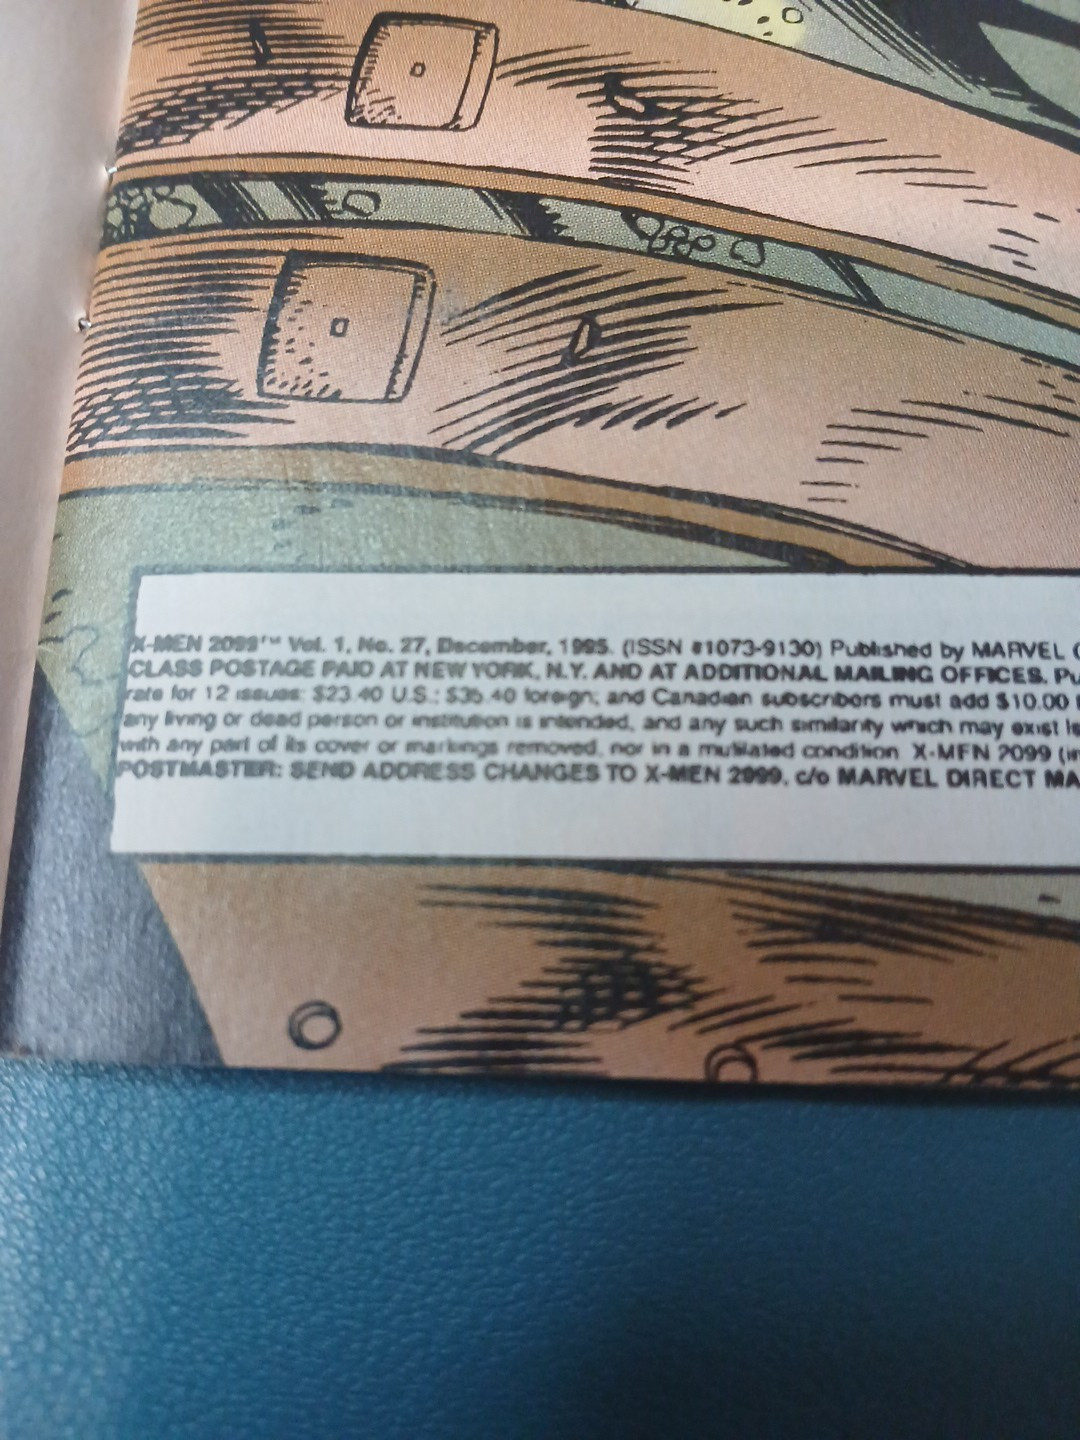 X-MEN 2099™ Vol. 1, No. 27, December, 1995. (ISSN #1073-9130) Published by MARVEL
CLASS POSTAGE PAID AT NEW YORK, N.Y. AND AT ADDITIONAL MAILING OFFICES.
rate for 12 issues: $23.40 U.S.; $35.40 foreign; and Canadian subscribers must add $10.00
any living or dead person or institution is intended, and any such similarity which may exist
with any part of its cover or markings removed, nor in a mutilated condition. X-MEN 2099
POSTMASTER: SEND ADDRESS CHANGES TO X-MEN 2099, c/o MARVEL DIRECT